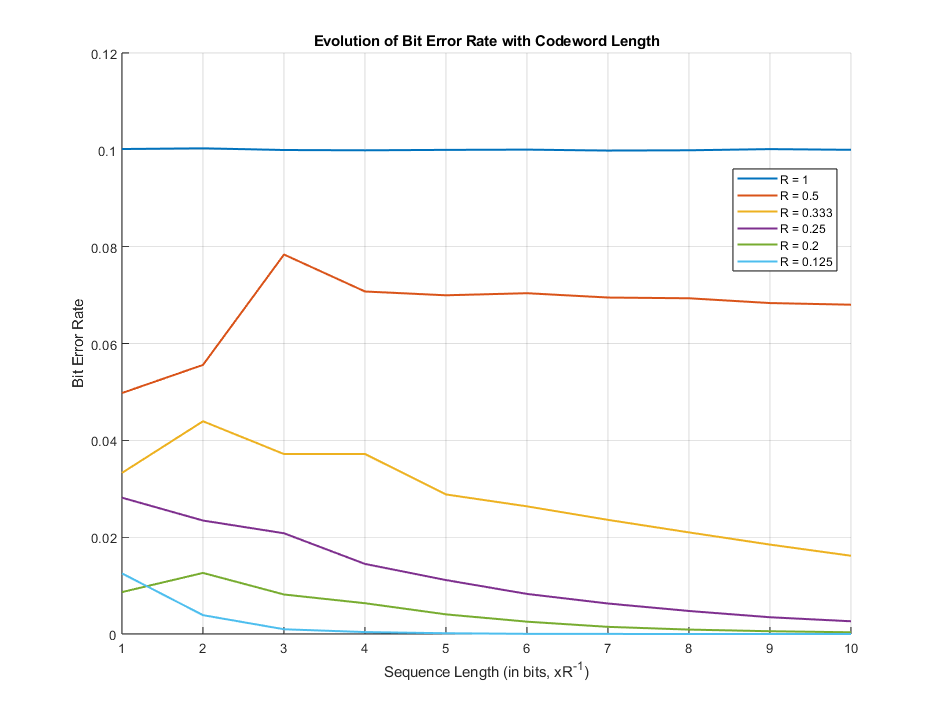 Evolution of Bit Error Rate with Codeword Length
0.12
0.1
0.08
0.06
0.04
0.02
0
Bit Error Rate
R = 1
R = 0.5
R = 0.333
R = 0.25
R = 0.2
R = 0.125
1 2 3 4 5 6 7 8 9 10
Sequence Length (in bits, xR⁻¹)